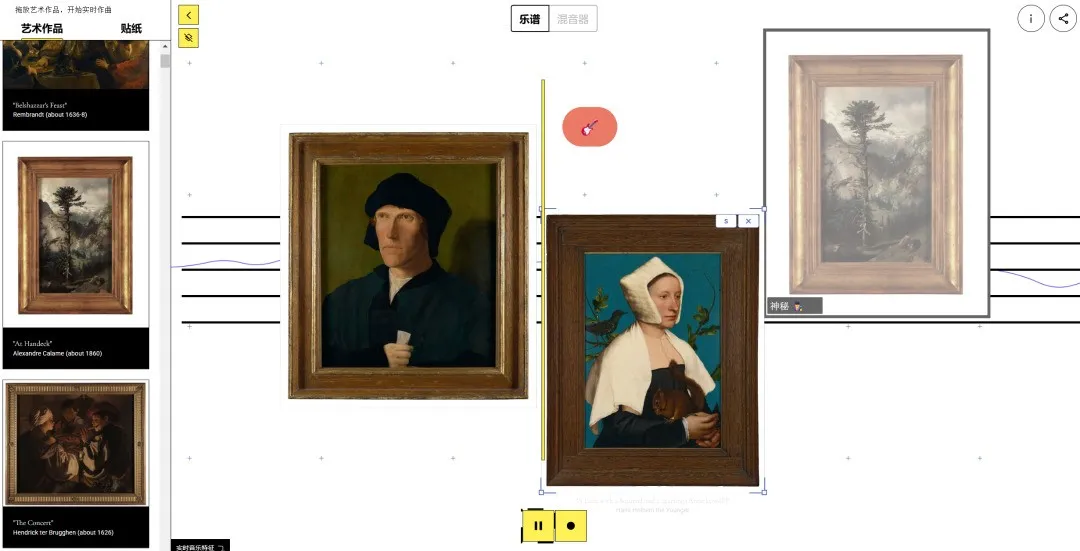 拖放艺术作品，开始实时作曲
艺术作品
贴纸
"Belshazzar's Feast"
Rembrandt (about 1636-8)
"At Handeck"
Alexandre Calame (about 1860)
"The Concert"
Hendrick ter Brugghen (about 1626)
乐谱
混音器
S
神秘
实时音乐特征